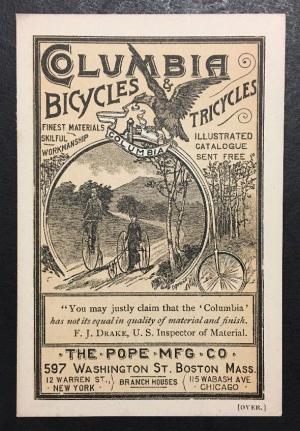 COLUMBIA
BICYCLES &
TRICYCLES
FINEST MATERIALS
SKILFUL
WORKMANSHIP
ILLUSTRATED
CATALOGUE
SENT FREE
COLUMBIA
"You may justly claim that the 'Columbia'
has not its equal in quality of material and finish.
F. J. DRAKE, U. S. Inspector of Material.
THE · POPE · MFG · CO ·
597 WASHINGTON ST. BOSTON MASS.
12 WARREN ST.,
NEW YORK
BRANCH HOUSES
115 WABASH AVE
CHICAGO
[OVER.]